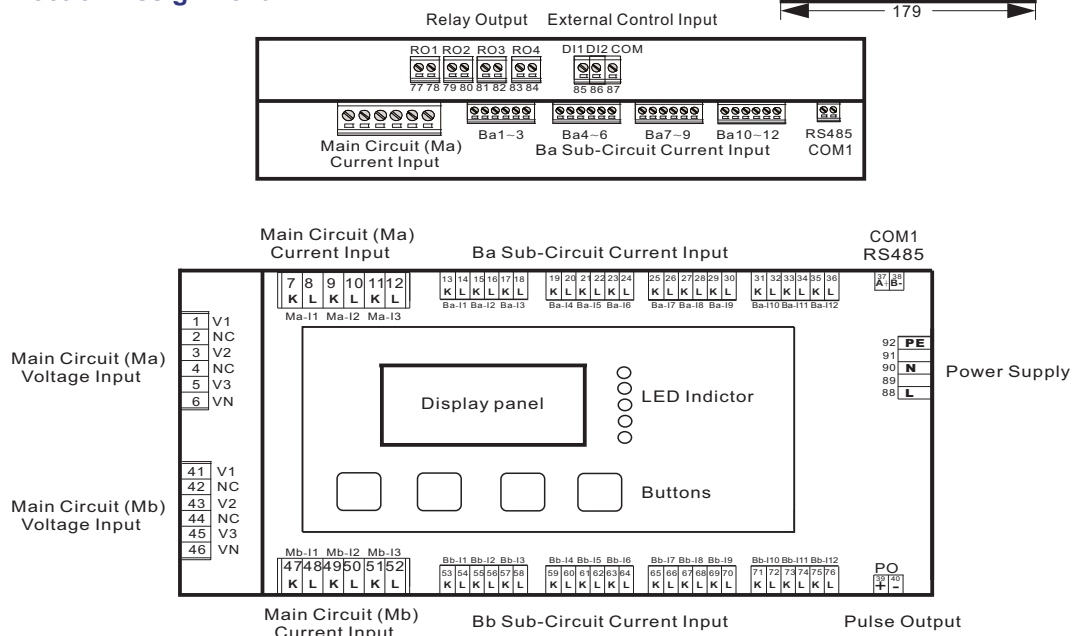 179
Relay Output External Control Input
RO1 RO2 RO3 RO4 DI1 DI2 COM
77 78 79 80 81 82 83 84 85 86 87
Ba1~3 Ba4~6 Ba7~9 Ba10~12 RS485
Main Circuit (Ma) Ba Sub-Circuit Current Input COM1
Current Input
Main Circuit (Ma) Ba Sub-Circuit Current Input COM1
Current Input RS485
7 8 9 10 11 12 13 14 15 16 17 18 19 20 21 22 23 24 25 26 27 28 29 30 31 32 33 34 35 36 37 38
K L K L K L K L K L K L K L K L K L K L K L K L K L K L K L A+ B-
Ma-I1 Ma-I2 Ma-I3 Ba-I1 Ba-I2 Ba-I3 Ba-I4 Ba-I5 Ba-I6 Ba-I7 Ba-I8 Ba-I9 Ba-I10 Ba-I11 Ba-I12
1 V1
2 NC
3 V2
4 NC
5 V3
6 VN
Main Circuit (Ma)
Voltage Input
92 PE
91
90 N
89
88 L
Power Supply
Display panel
LED Indictor
Buttons
41 V1
42 NC
43 V2
44 NC
45 V3
46 VN
Main Circuit (Mb)
Voltage Input
Mb-I1 Mb-I2 Mb-I3 Bb-I1 Bb-I2 Bb-I3 Bb-I4 Bb-I5 Bb-I6 Bb-I7 Bb-I8 Bb-I9 Bb-I10 Bb-I11 Bb-I12 PO
47 48 49 50 51 52 53 54 55 56 57 58 59 60 61 62 63 64 65 66 67 68 69 70 71 72 73 74 75 76 39 40
K L K L K L K L K L K L K L K L K L K L K L K L K L K L K L + -
Main Circuit (Mb) Bb Sub-Circuit Current Input Pulse Output
Current Input